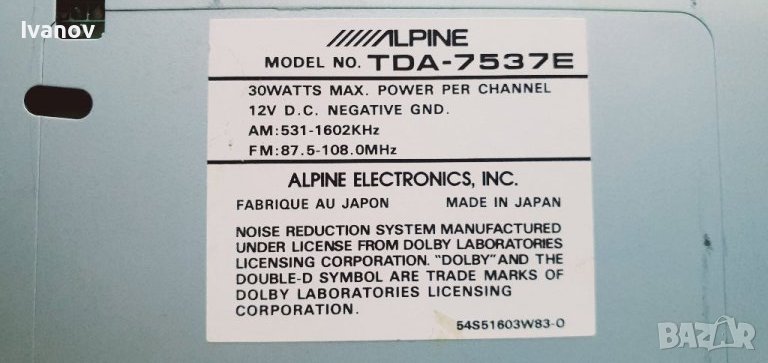 Ivanov
ALPINE
MODEL NO. TDA-7537E
30WATTS MAX. POWER PER CHANNEL
12V D.C. NEGATIVE GND.
AM:531-1602KHz
FM:87.5-108.0MHz
ALPINE ELECTRONICS, INC.
FABRIQUE AU JAPON MADE IN JAPAN
NOISE REDUCTION SYSTEM MANUFACTURED
UNDER LICENSE FROM DOLBY LABORATORIES
LICENSING CORPORATION. "DOLBY" AND THE
DOUBLE-D SYMBOL ARE TRADE MARKS OF
DOLBY LABORATORIES LICENSING
CORPORATION.
54S51603W83-O
BAZAR